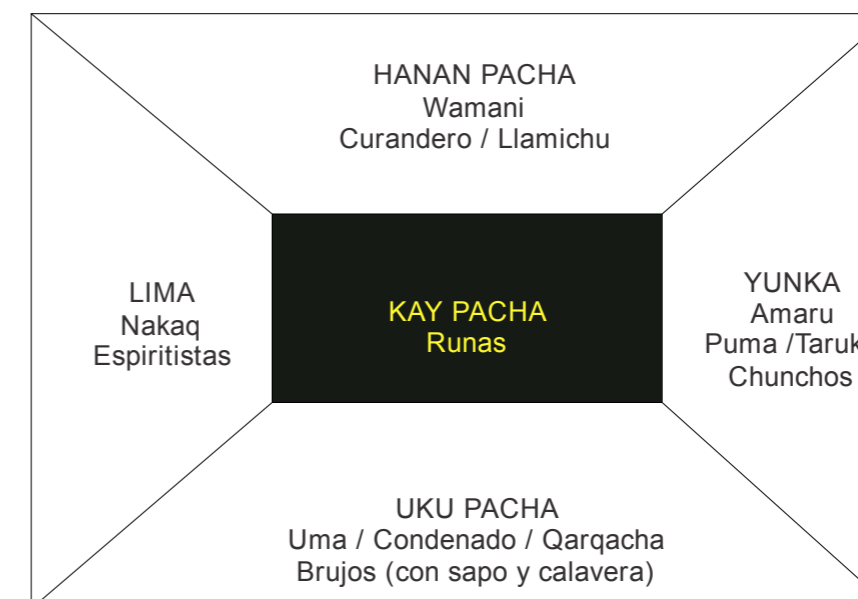 HANAN PACHA
Wamani
Curandero / Llamichu
LIMA
Nakaq
Espiritistas
KAY PACHA
Runas
YUNKA
Amaru
Puma /
Chunchos
UKU PACHA
Uma / Condenado / Qarqacha
Brujos (con sapo y calavera)